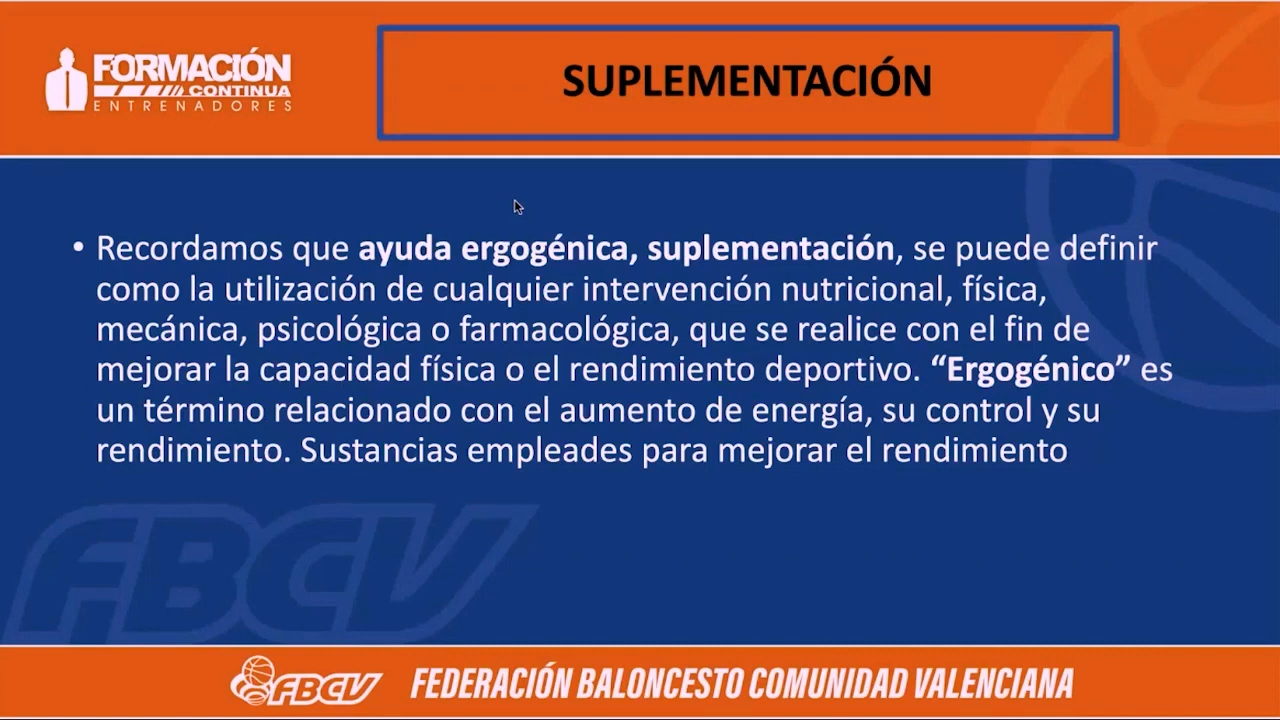 FORMACIÓN
CONTINUA
ENTRENADORES
SUPLEMENTACIÓN
• Recordamos que ayuda ergogénica, suplementación, se puede definir
como la utilización de cualquier intervención nutricional, física,
mecánica, psicológica o farmacológica, que se realice con el fin de
mejorar la capacidad física o el rendimiento deportivo. “Ergogénico” es
un término relacionado con el aumento de energía, su control y su
rendimiento. Sustancias empleades para mejorar el rendimiento
FBCV
FBCV FEDERACIÓN BALONCESTO COMUNIDAD VALENCIANA